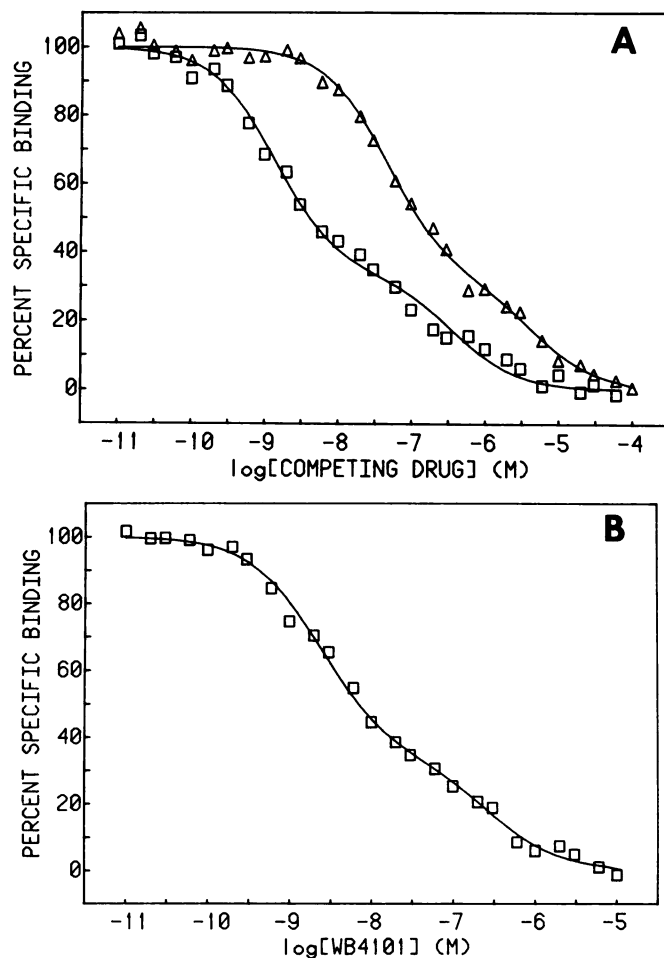 A
100
80
60
40
20
0
PERCENT SPECIFIC BINDING
-11 -10 -9 -8 -7 -6 -5 -4
log[COMPETING DRUG] (M)
B
100
80
60
40
20
0
PERCENT SPECIFIC BINDING
-11 -10 -9 -8 -7 -6 -5
log[WB4101] (M)